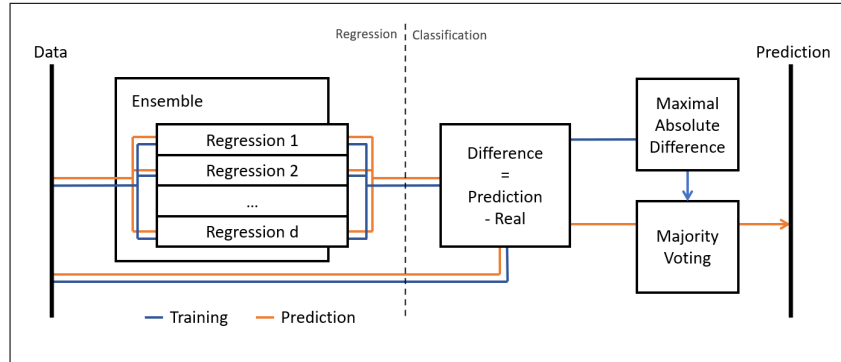 Regression
Classification
Data
Prediction
Ensemble
Regression 1
Regression 2
...
Regression d
Difference
=
Prediction
- Real
Maximal
Absolute
Difference
Majority
Voting
Training
Prediction